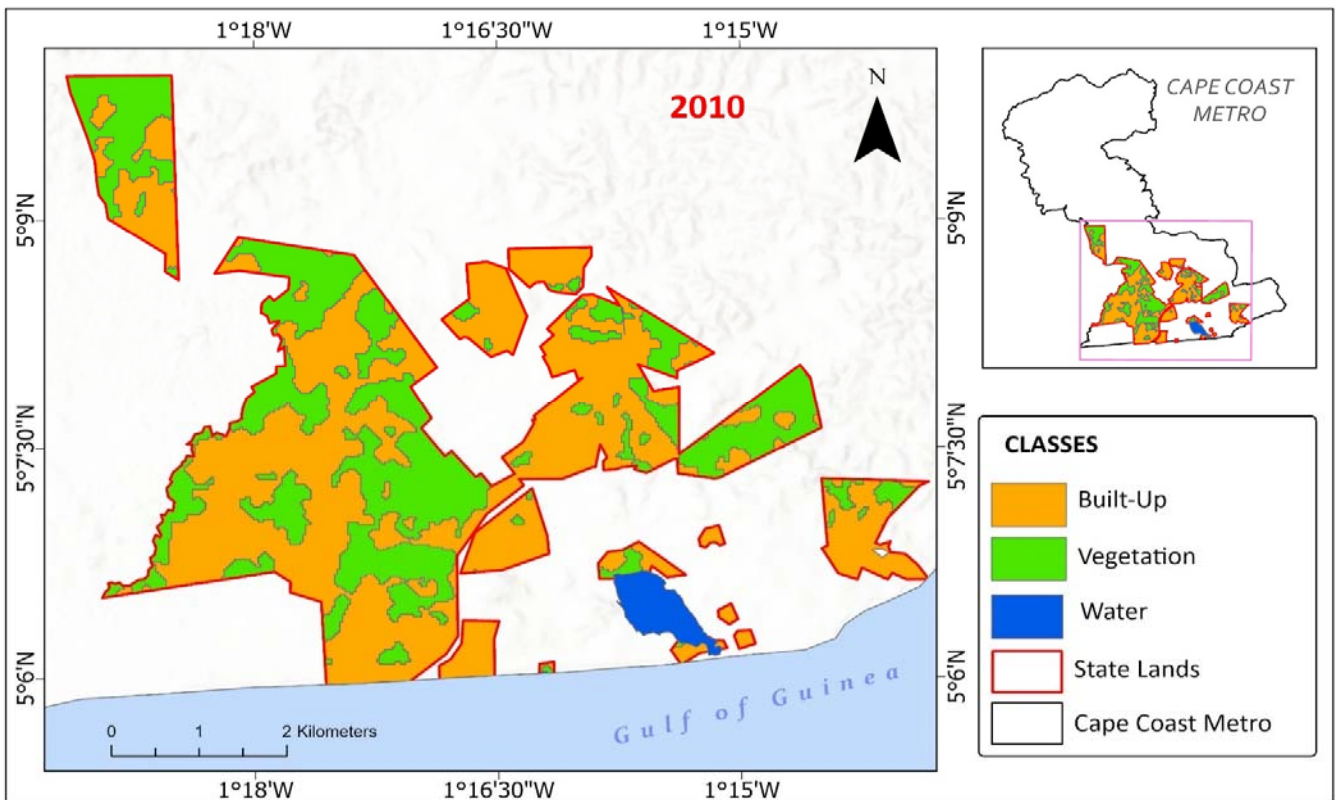 1°18'W 1°16'30"W 1°15'W
2010
N
CAPE COAST
METRO
5°9'N
5°9'N
5°7'30"N
5°7'30"N
5°6'N
5°6'N
CLASSES
Built-Up
Vegetation
Water
State Lands
Cape Coast Metro
Gulf of Guinea
0 1 2 Kilometers
1°18'W 1°16'30"W 1°15'W